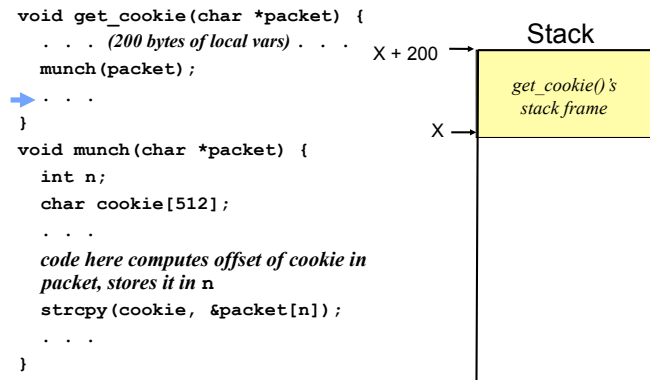 void get_cookie(char *packet) {
. . . (200 bytes of local vars) . . .
munch(packet);
. . .
}
void munch(char *packet) {
int n;
char cookie[512];
. . .
code here computes offset of cookie in
packet, stores it in n
strcpy(cookie, &packet[n]);
. . .
}
Stack
X + 200
get_cookie()'s
stack frame
X